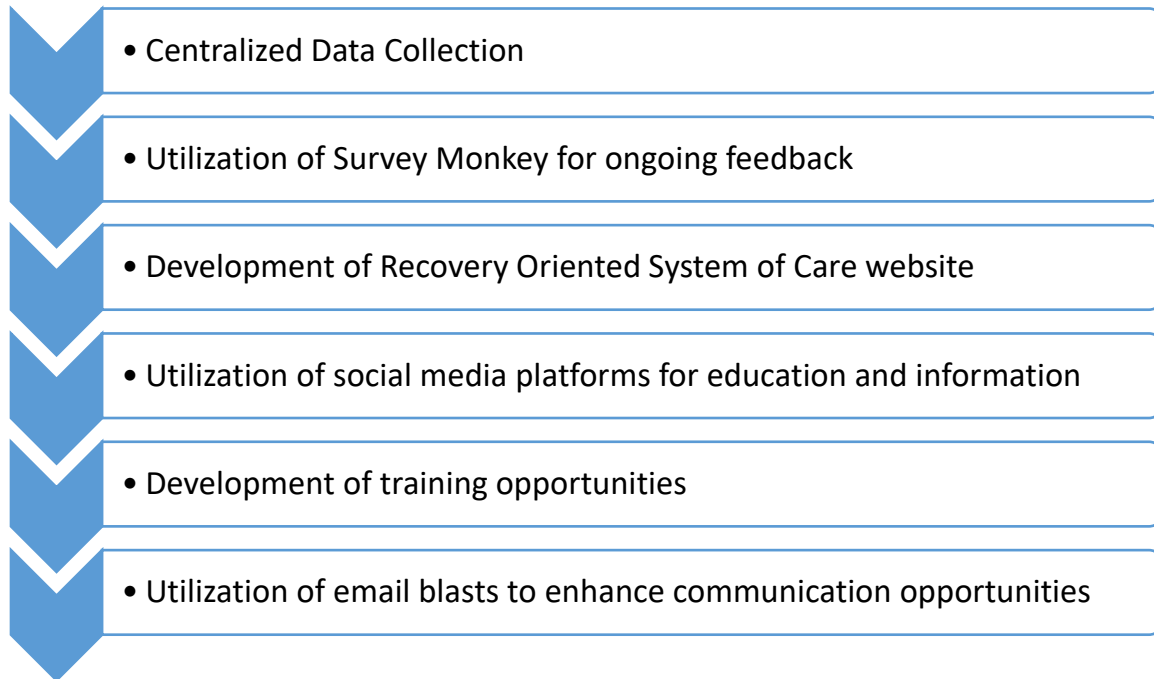 • Centralized Data Collection
• Utilization of Survey Monkey for ongoing feedback
• Development of Recovery Oriented System of Care website
• Utilization of social media platforms for education and information
• Development of training opportunities
• Utilization of email blasts to enhance communication opportunities